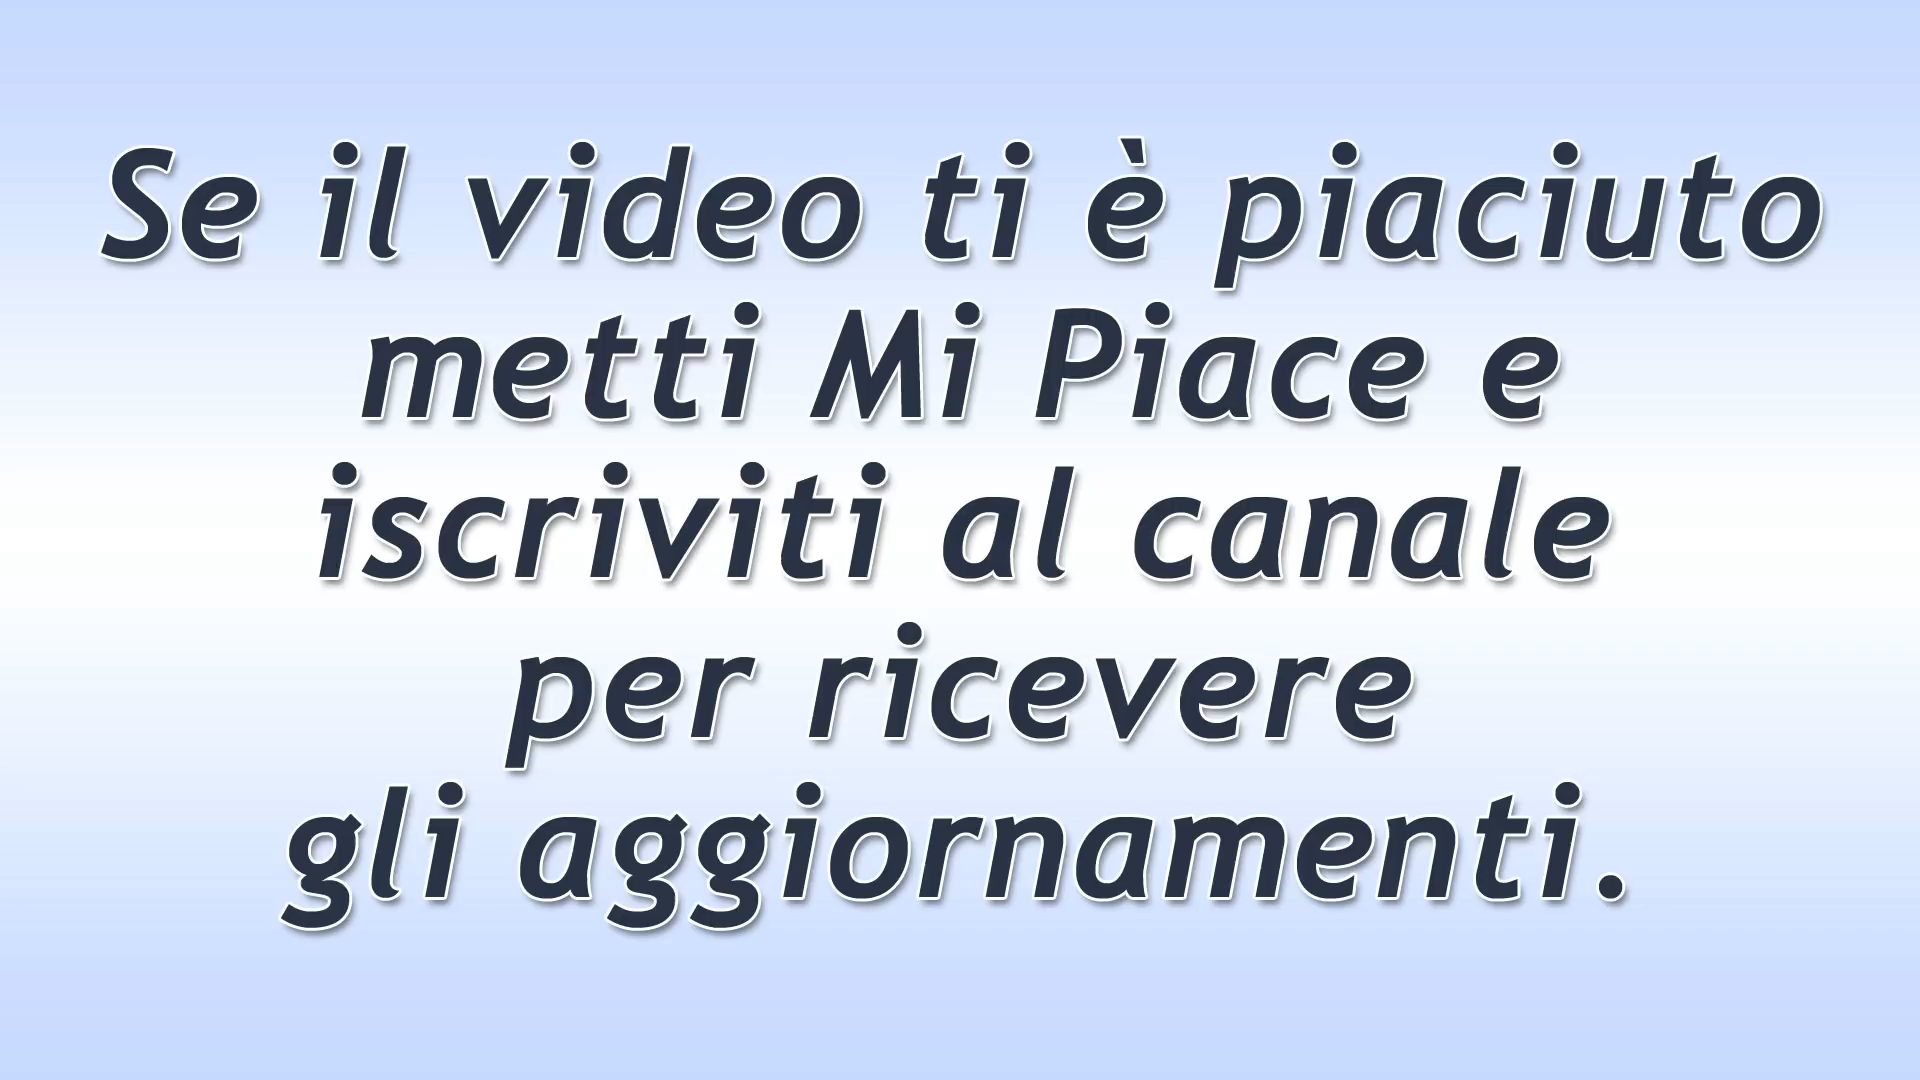 Se il video ti è piaciuto
metti Mi Piace e
iscriviti al canale
per ricevere
gli aggiornamenti.